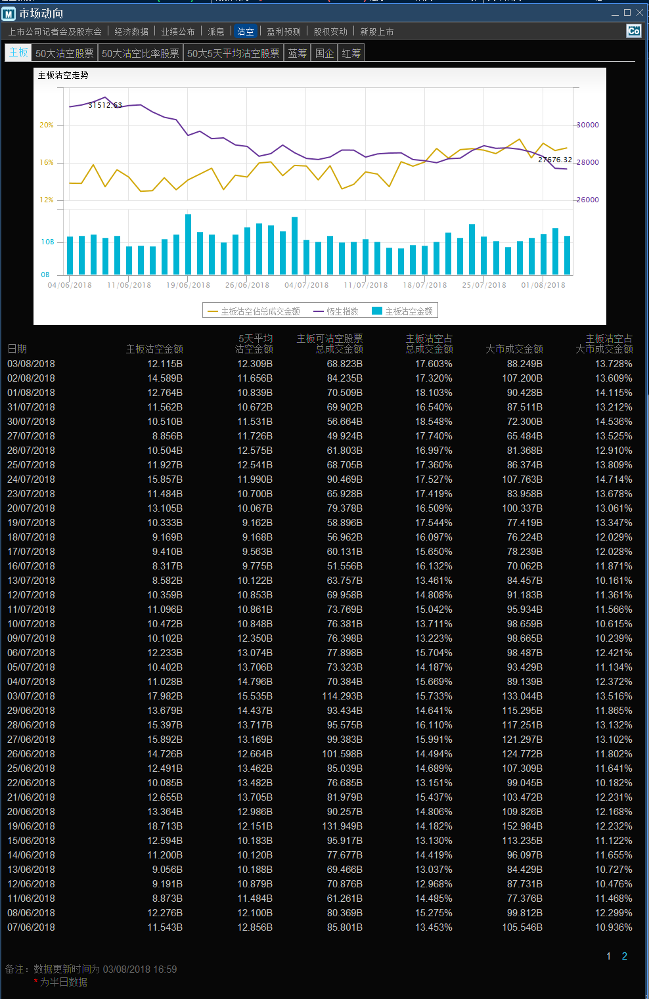 市场动向
上市公司记者会及股东会 | 经济数据 | 业绩公布 | 派息 | 沽空 | 盈利预测 | 股权变动 | 新股上市
主板 50大沽空股票 50大沽空比率股票 50大5天平均沽空股票 蓝筹 国企 红筹
主板沽空走势
31512.63
20% 30000
27676.32
16% 28000
12% 26000
10B
0B
04/06/2018 11/06/2018 19/06/2018 26/06/2018 04/07/2018 11/07/2018 18/07/2018 25/07/2018 01/08/2018
主板沽空佔总成交金额 恆生指数 主板沽空金额
5天平均 主板可沽空股票 主板沽空占 主板沽空占
日期 主板沽空金额 沽空金额 总成交金额 总成交金额 大市成交金额 大市成交金额
03/08/2018 12.115B 12.309B 68.823B 17.603% 88.249B 13.728%
02/08/2018 14.589B 11.656B 84.235B 17.320% 107.200B 13.609%
01/08/2018 12.764B 10.839B 70.509B 18.103% 90.428B 14.115%
31/07/2018 11.562B 10.672B 69.902B 16.540% 87.511B 13.212%
30/07/2018 10.510B 11.531B 56.664B 18.548% 72.300B 14.536%
27/07/2018 8.856B 11.726B 49.924B 17.740% 65.484B 13.525%
26/07/2018 10.504B 12.575B 61.803B 16.997% 81.368B 12.910%
25/07/2018 11.927B 12.541B 68.705B 17.360% 86.374B 13.809%
24/07/2018 15.857B 11.990B 90.469B 17.527% 107.763B 14.714%
23/07/2018 11.484B 10.700B 65.928B 17.419% 83.958B 13.678%
20/07/2018 13.105B 10.067B 79.378B 16.509% 100.337B 13.061%
19/07/2018 10.333B 9.162B 58.896B 17.544% 77.419B 13.347%
18/07/2018 9.169B 9.168B 56.962B 16.097% 76.224B 12.029%
17/07/2018 9.410B 9.563B 60.131B 15.650% 78.239B 12.028%
16/07/2018 8.317B 9.775B 51.556B 16.132% 70.062B 11.871%
13/07/2018 8.582B 10.122B 63.757B 13.461% 84.457B 10.161%
12/07/2018 10.359B 10.853B 69.958B 14.808% 91.183B 11.361%
11/07/2018 11.096B 10.861B 73.769B 15.042% 95.934B 11.566%
10/07/2018 10.472B 10.848B 76.381B 13.711% 98.659B 10.615%
09/07/2018 10.102B 12.350B 76.398B 13.223% 98.665B 10.239%
06/07/2018 12.233B 13.074B 77.898B 15.704% 98.487B 12.421%
05/07/2018 10.402B 13.706B 73.323B 14.187% 93.429B 11.134%
04/07/2018 11.028B 14.796B 70.384B 15.669% 89.139B 12.372%
03/07/2018 17.982B 15.535B 114.293B 15.733% 133.044B 13.516%
29/06/2018 13.679B 14.437B 93.434B 14.641% 115.295B 11.865%
28/06/2018 15.397B 13.717B 95.575B 16.110% 117.251B 13.132%
27/06/2018 15.892B 13.169B 99.383B 15.991% 121.297B 13.102%
26/06/2018 14.726B 12.664B 101.598B 14.494% 124.772B 11.802%
25/06/2018 12.491B 13.462B 85.039B 14.689% 107.309B 11.641%
22/06/2018 10.085B 13.482B 76.685B 13.151% 99.045B 10.182%
21/06/2018 12.655B 13.705B 81.979B 15.437% 103.472B 12.231%
20/06/2018 13.364B 12.986B 90.257B 14.806% 109.826B 12.168%
19/06/2018 18.713B 12.151B 131.949B 14.182% 152.984B 12.232%
15/06/2018 12.594B 10.183B 95.917B 13.130% 113.235B 11.122%
14/06/2018 11.200B 10.120B 77.677B 14.419% 96.097B 11.655%
13/06/2018 9.056B 10.188B 69.466B 13.037% 84.429B 10.727%
12/06/2018 9.191B 10.879B 70.876B 12.968% 87.731B 10.476%
11/06/2018 8.873B 11.484B 61.261B 14.485% 77.376B 11.468%
08/06/2018 12.276B 12.100B 80.369B 15.275% 99.812B 12.299%
07/06/2018 11.543B 12.856B 85.801B 13.453% 105.546B 10.936%
1 2
备注: 数据更新时间为 03/08/2018 16:59
* 为半日数据